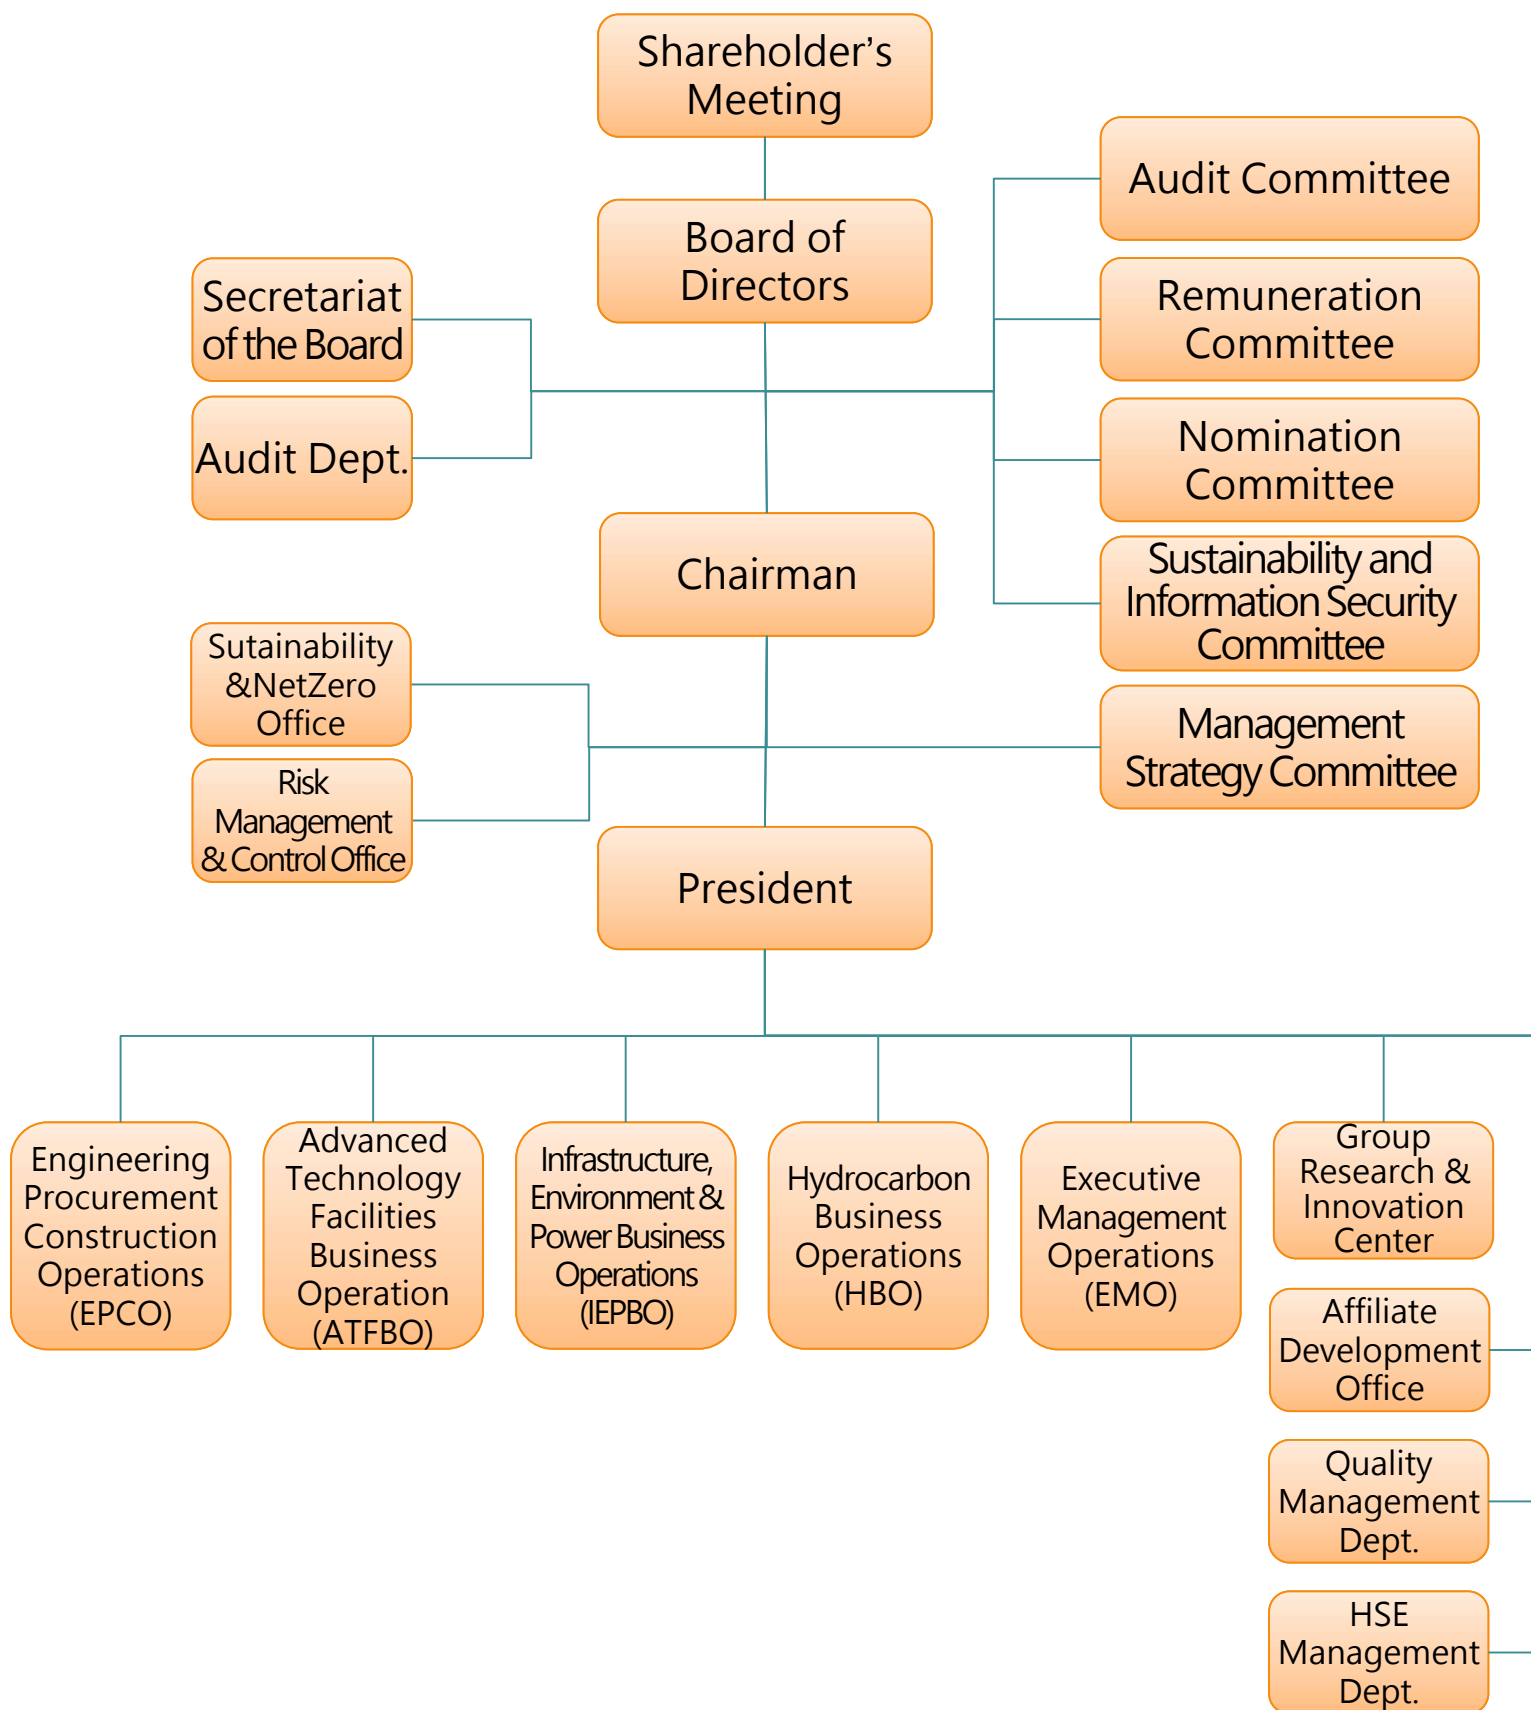 Shareholder’s
Meeting
Board of
Directors
Audit Committee
Remuneration
Committee
Nomination
Committee
Sustainability and
Information Security
Committee
Secretariat
of the Board
Audit Dept.
Chairman
Sutainability
&NetZero
Office
Risk
Management
& Control Office
Management
Strategy Committee
President
Engineering
Procurement
Construction
Operations
(EPCO)
Advanced
Technology
Facilities
Business
Operation
(ATFBO)
Infrastructure,
Environment &
Power Business
Operations
(IEPBO)
Hydrocarbon
Business
Operations
(HBO)
Executive
Management
Operations
(EMO)
Group
Research &
Innovation
Center
Affiliate
Development
Office
Quality
Management
Dept.
HSE
Management
Dept.